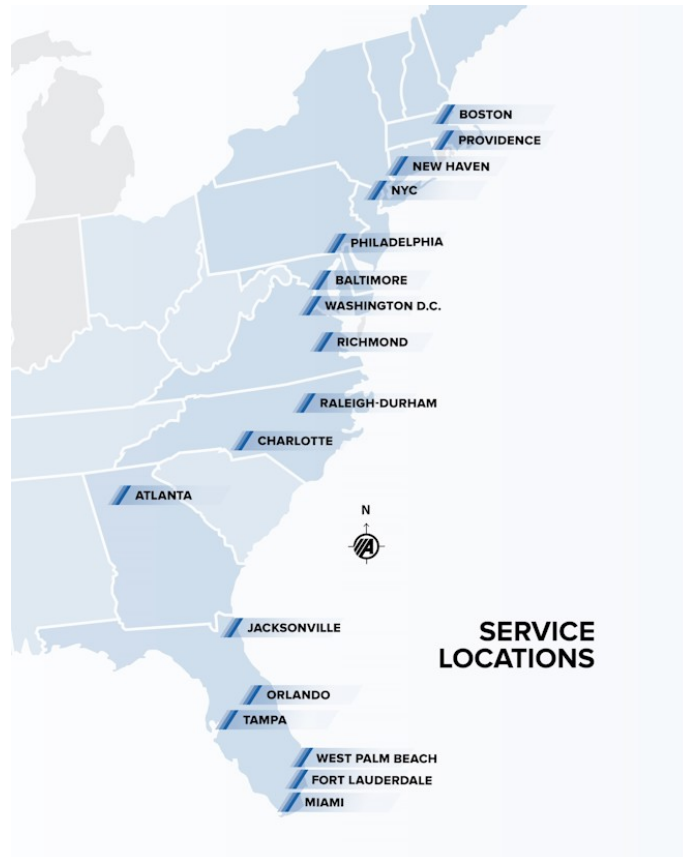 BOSTON
PROVIDENCE
NEW HAVEN
NYC
PHILADELPHIA
BALTIMORE
WASHINGTON D.C.
RICHMOND
RALEIGH-DURHAM
CHARLOTTE
ATLANTA
N
JACKSONVILLE
SERVICE
LOCATIONS
ORLANDO
TAMPA
WEST PALM BEACH
FORT LAUDERDALE
MIAMI